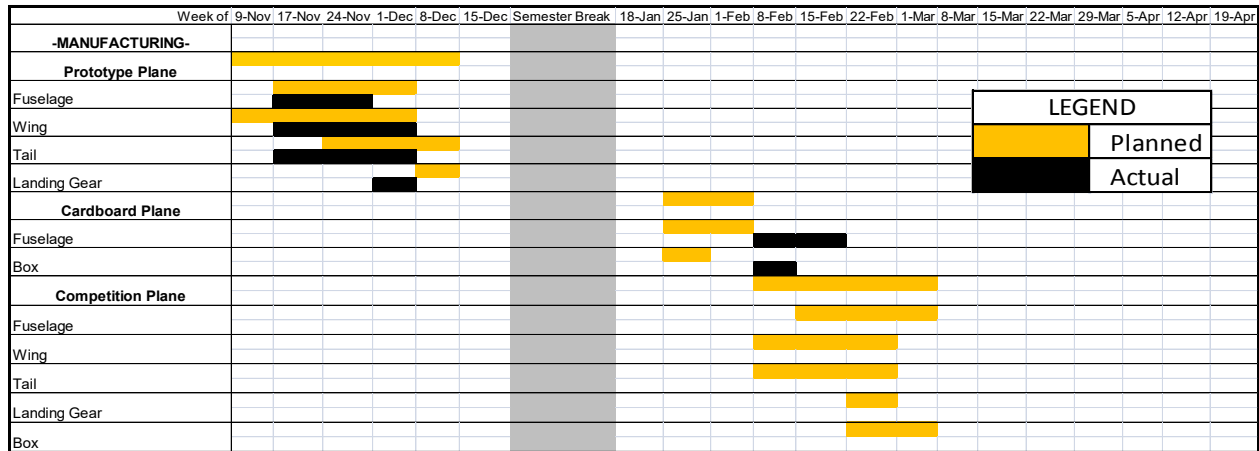 Week of 9-Nov 17-Nov 24-Nov 1-Dec 8-Dec 15-Dec Semester Break 18-Jan 25-Jan 1-Feb 8-Feb 15-Feb 22-Feb 1-Mar 8-Mar 15-Mar 22-Mar 29-Mar 5-Apr 12-Apr 19-Apr
-MANUFACTURING-
Prototype Plane
Fuselage
Wing
Tail
Landing Gear
Cardboard Plane
Fuselage
Box
Competition Plane
Fuselage
Wing
Tail
Landing Gear
Box
LEGEND
Planned
Actual